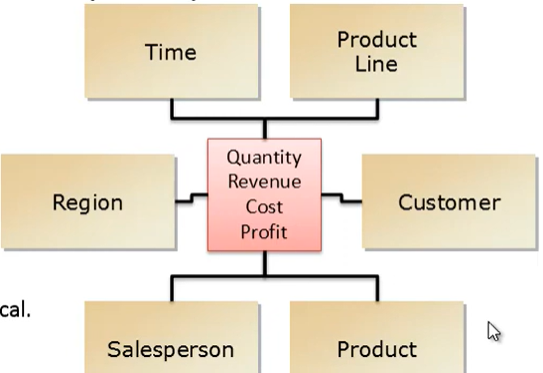 Time
Product
Line
Region
Quantity
Revenue
Cost
Profit
Customer
cal.
Salesperson
Product